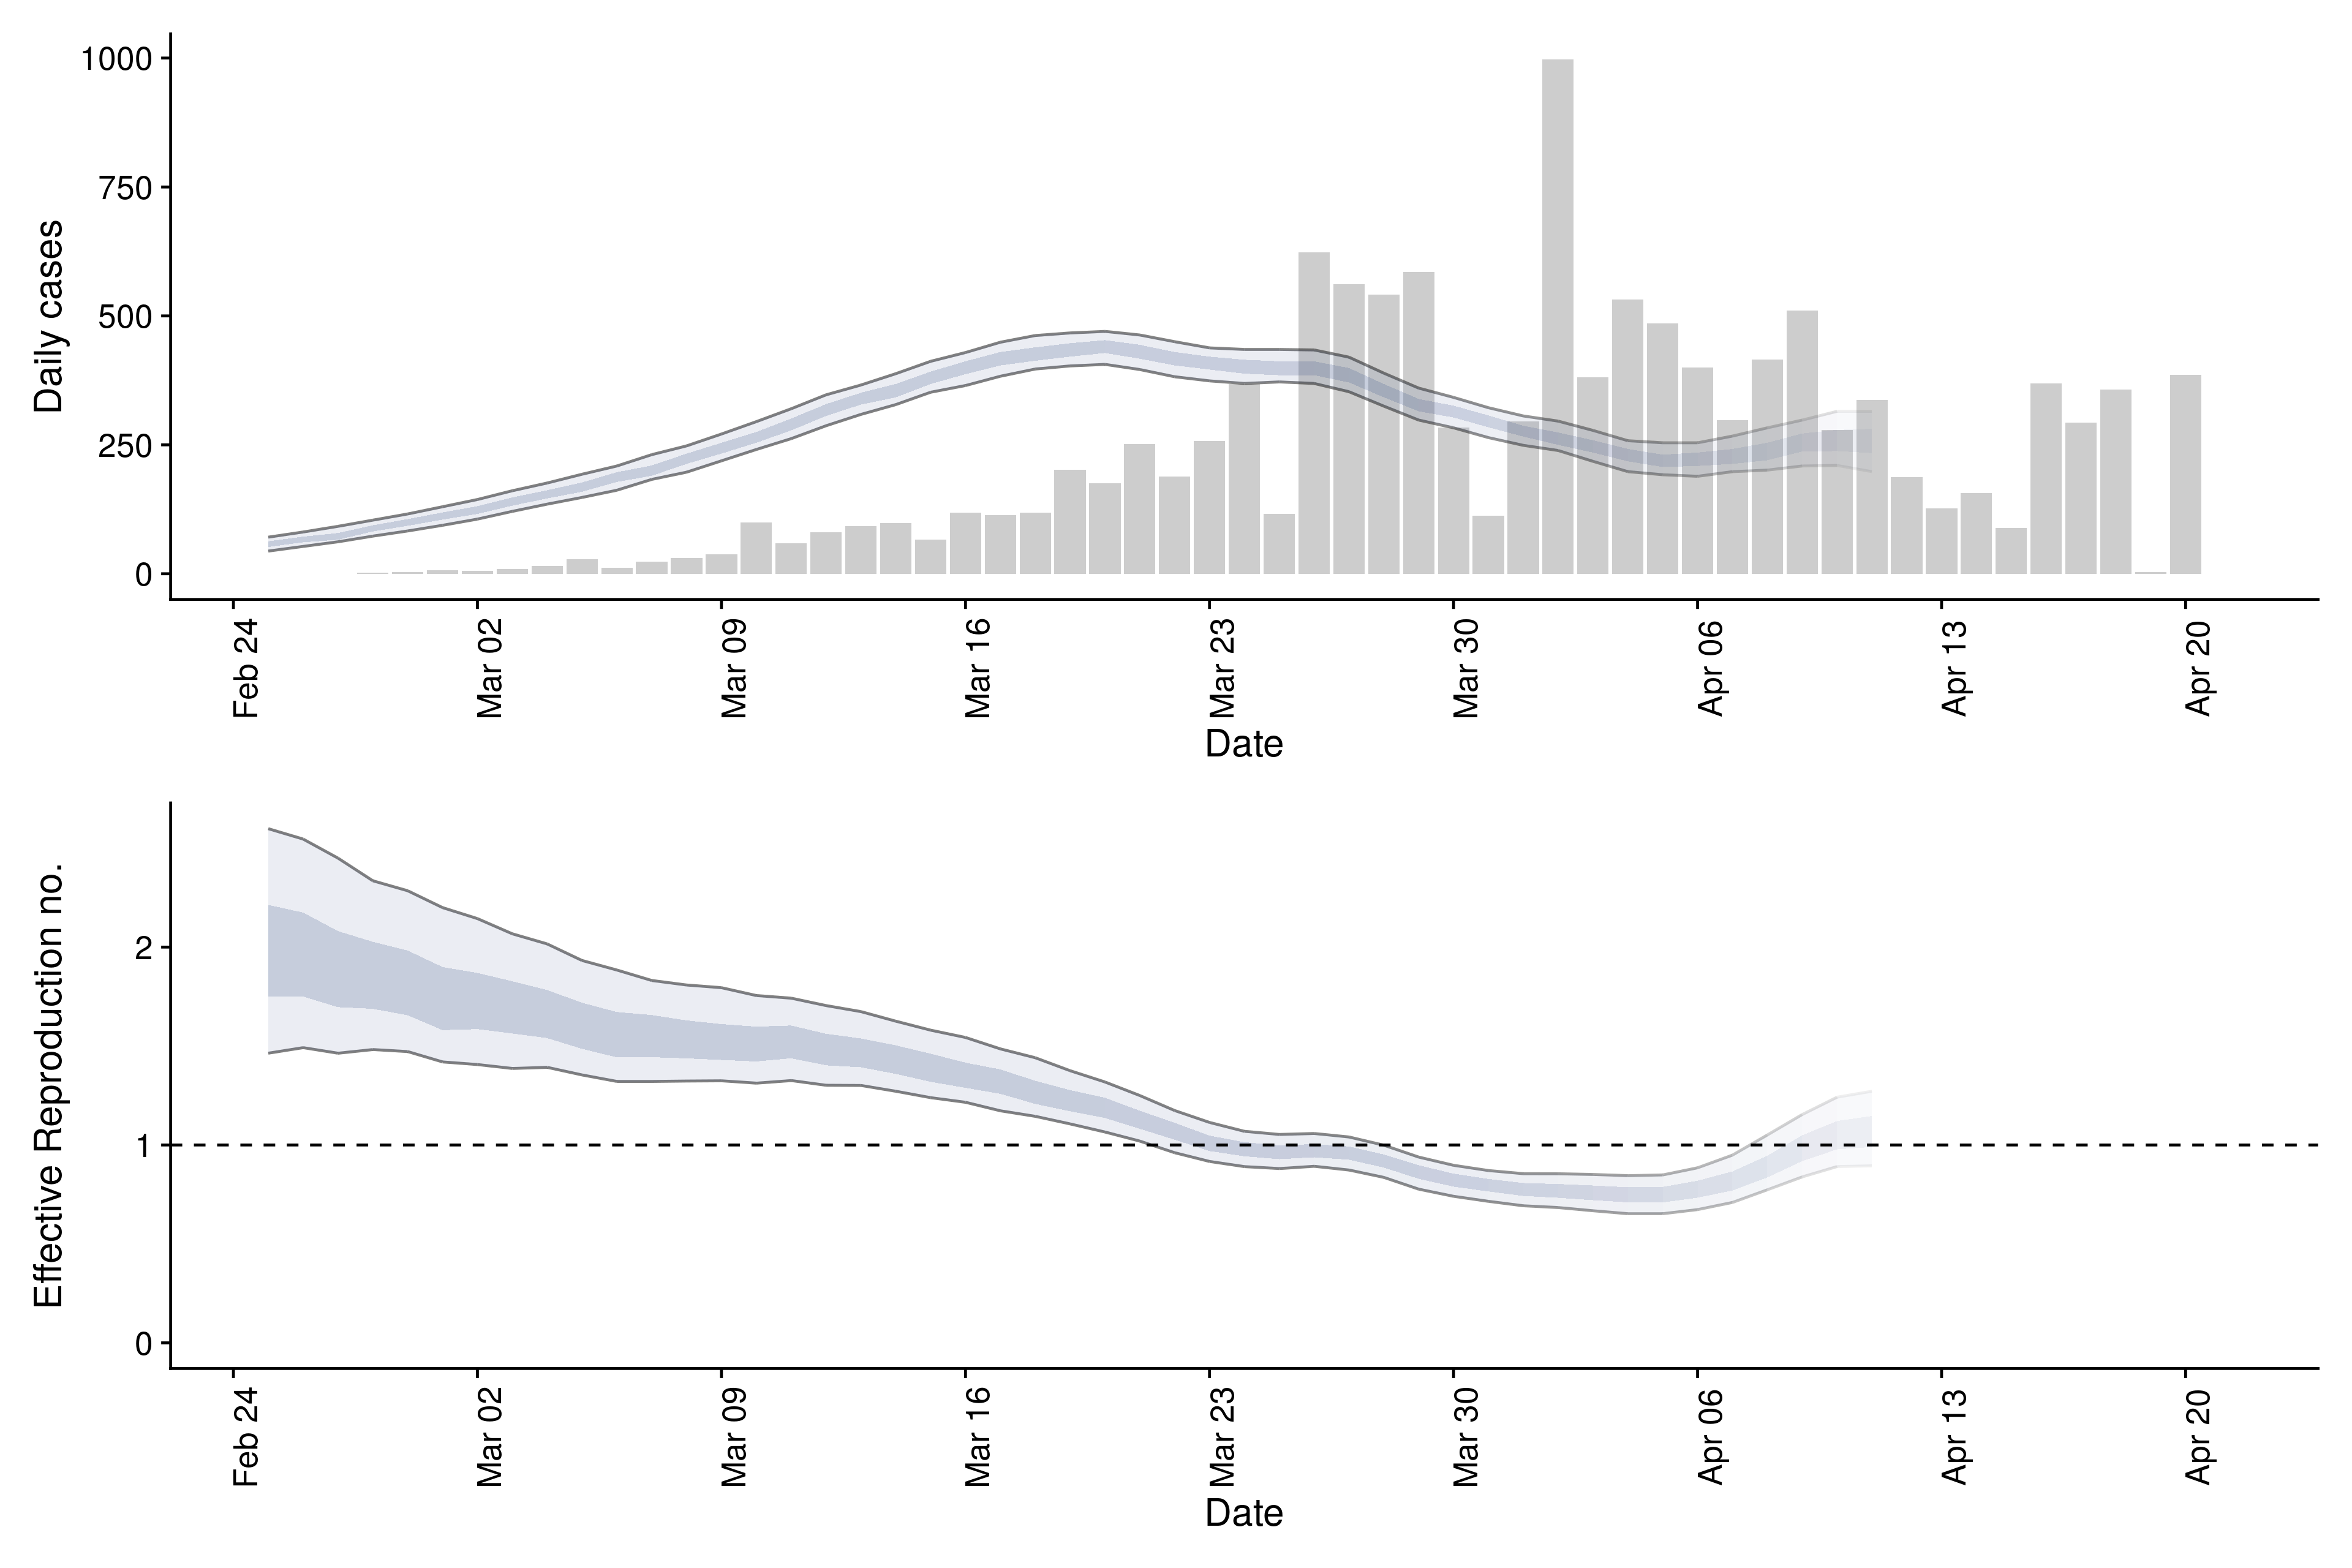 1000
750
500
250
0
Daily cases
Feb 24
Mar 02
Mar 09
Mar 16
Mar 23
Mar 30
Apr 06
Apr 13
Apr 20
Date
2
1
0
Effective Reproduction no.
Feb 24
Mar 02
Mar 09
Mar 16
Mar 23
Mar 30
Apr 06
Apr 13
Apr 20
Date